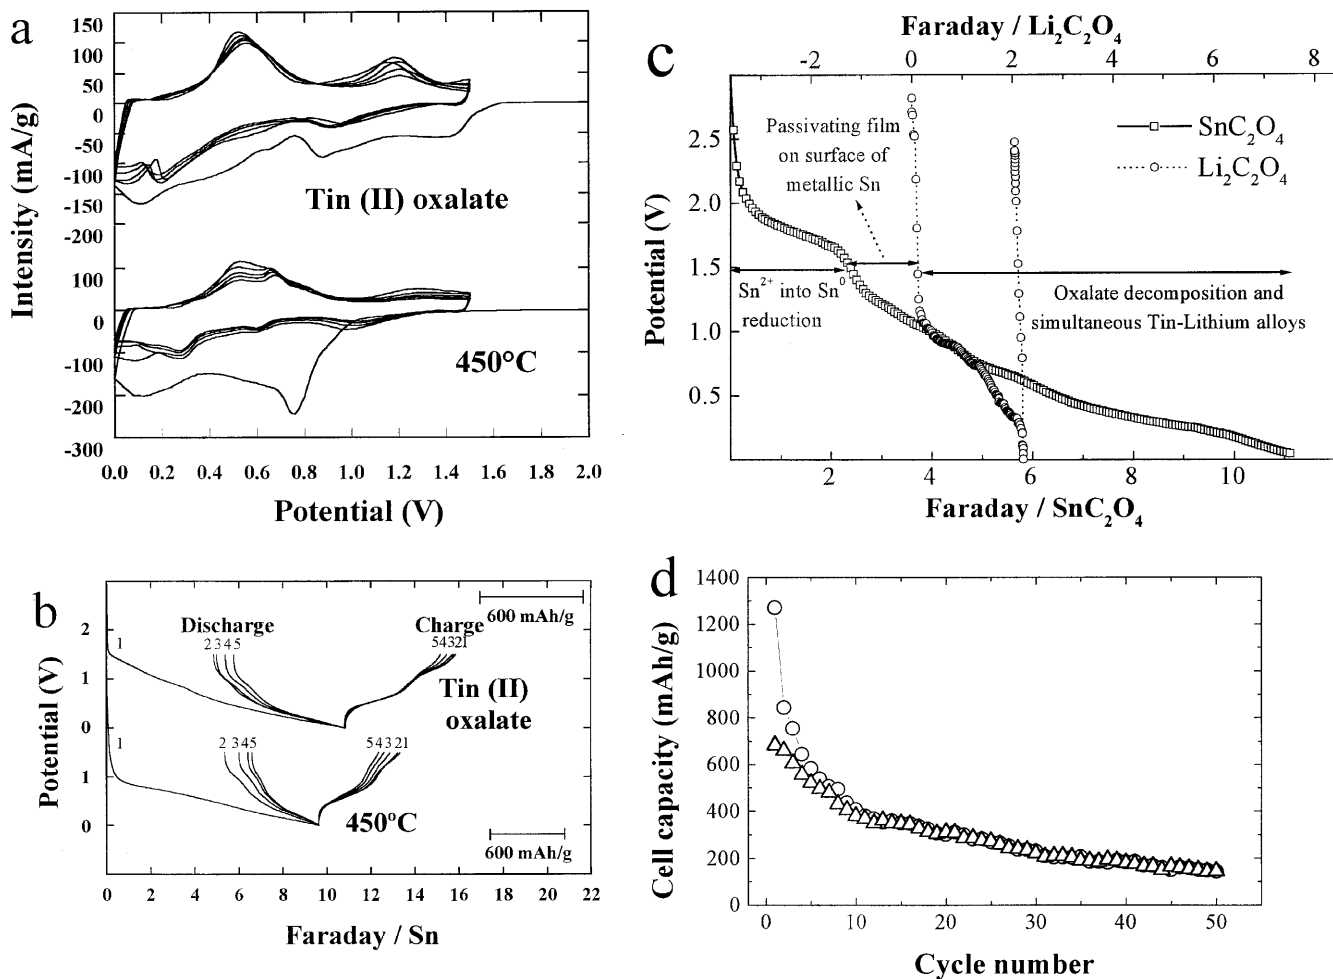 a
Intensity (mA/g)
150
100
50
0
-50
-100
-150
-200
100
0
-100
-200
-300
Tin (II) oxalate
450°C
0.0 0.2 0.4 0.6 0.8 1.0 1.2 1.4 1.6 1.8 2.0
Potential (V)
c
Faraday / Li₂C₂O₄
-2 0 2 4 6 8
Potential (V)
2.5
2.0
1.5
1.0
0.5
Passivating film
on surface of
metallic Sn
SnC₂O₄
Li₂C₂O₄
Sn²⁺ into Sn⁰
reduction
Oxalate decomposition and
simultaneous Tin-Lithium alloys
2 4 6 8 10
Faraday / SnC₂O₄
b
Potential (V) Potential (V)
2
1
0
1
0
600 mAh/g
Discharge
Charge
1
2 3 4 5
5 4 3 2 1
Tin (II)
oxalate
1
2 3 4 5
5 4 3 2 1
450ºC
600 mAh/g
0 2 4 6 8 10 12 14 16 18 20 22
Faraday / Sn
d
Cell capacity (mAh/g)
1400
1200
1000
800
600
400
200
0
0 10 20 30 40 50
Cycle number